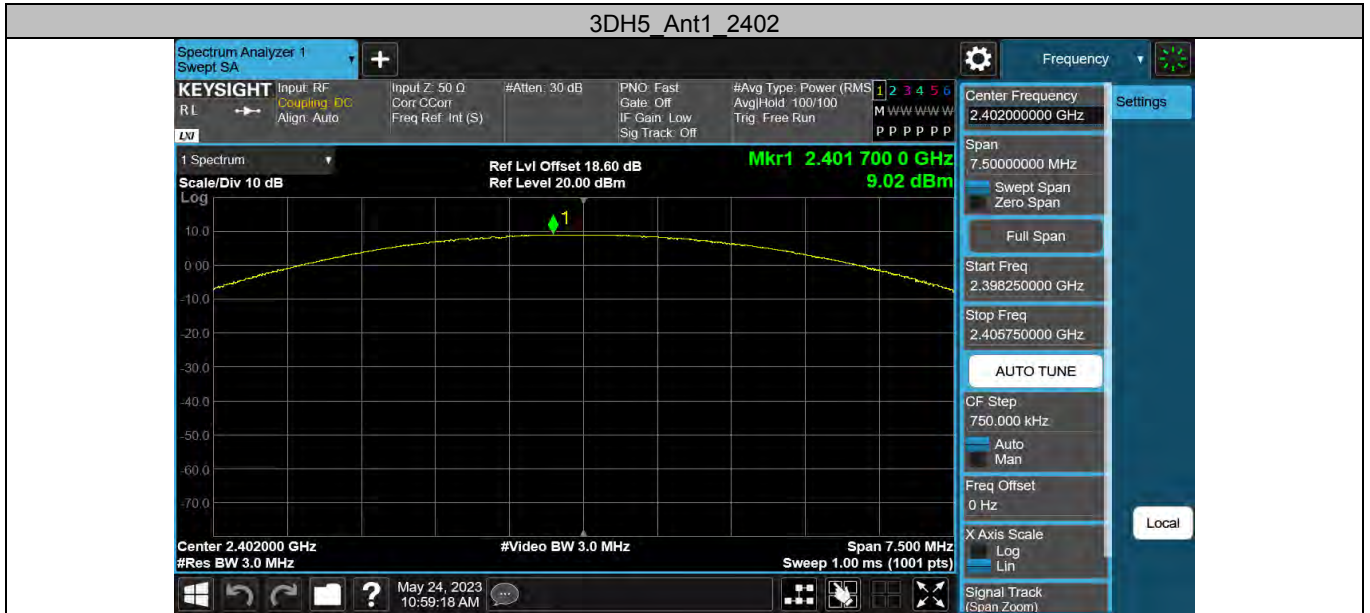 3DH5_Ant1_2402
Spectrum Analyzer 1
Swept SA
Frequency
KEYSIGHT
RL
LXI
Input: RF
Coupling: DC
Align: Auto
Input Z: 50 Ω
Corr CCorr
Freq Ref: Int (S)
#Atten: 30 dB
PNO: Fast
Gate: Off
IF Gain: Low
Sig Track: Off
#Avg Type: Power (RMS
Avg|Hold: 100/100
Trig: Free Run
1 2 3 4 5 6
M W W W W W
P P P P P P
Center Frequency
2.402000000 GHz
Settings
Span
7.50000000 MHz
Swept Span
Zero Span
Full Span
Start Freq
2.398250000 GHz
Stop Freq
2.405750000 GHz
AUTO TUNE
CF Step
750.000 kHz
Auto
Man
Freq Offset
0 Hz
X Axis Scale
Log
Lin
Signal Track
(Span Zoom)
Local
1 Spectrum
Scale/Div 10 dB
Log
Ref Lvl Offset 18.60 dB
Ref Level 20.00 dBm
Mkr1 2.401 700 0 GHz
9.02 dBm
1
10.0
0.00
-10.0
-20.0
-30.0
-40.0
-50.0
-60.0
-70.0
Center 2.402000 GHz
#Res BW 3.0 MHz
#Video BW 3.0 MHz
Span 7.500 MHz
Sweep 1.00 ms (1001 pts)
?
May 24, 2023
10:59:18 AM